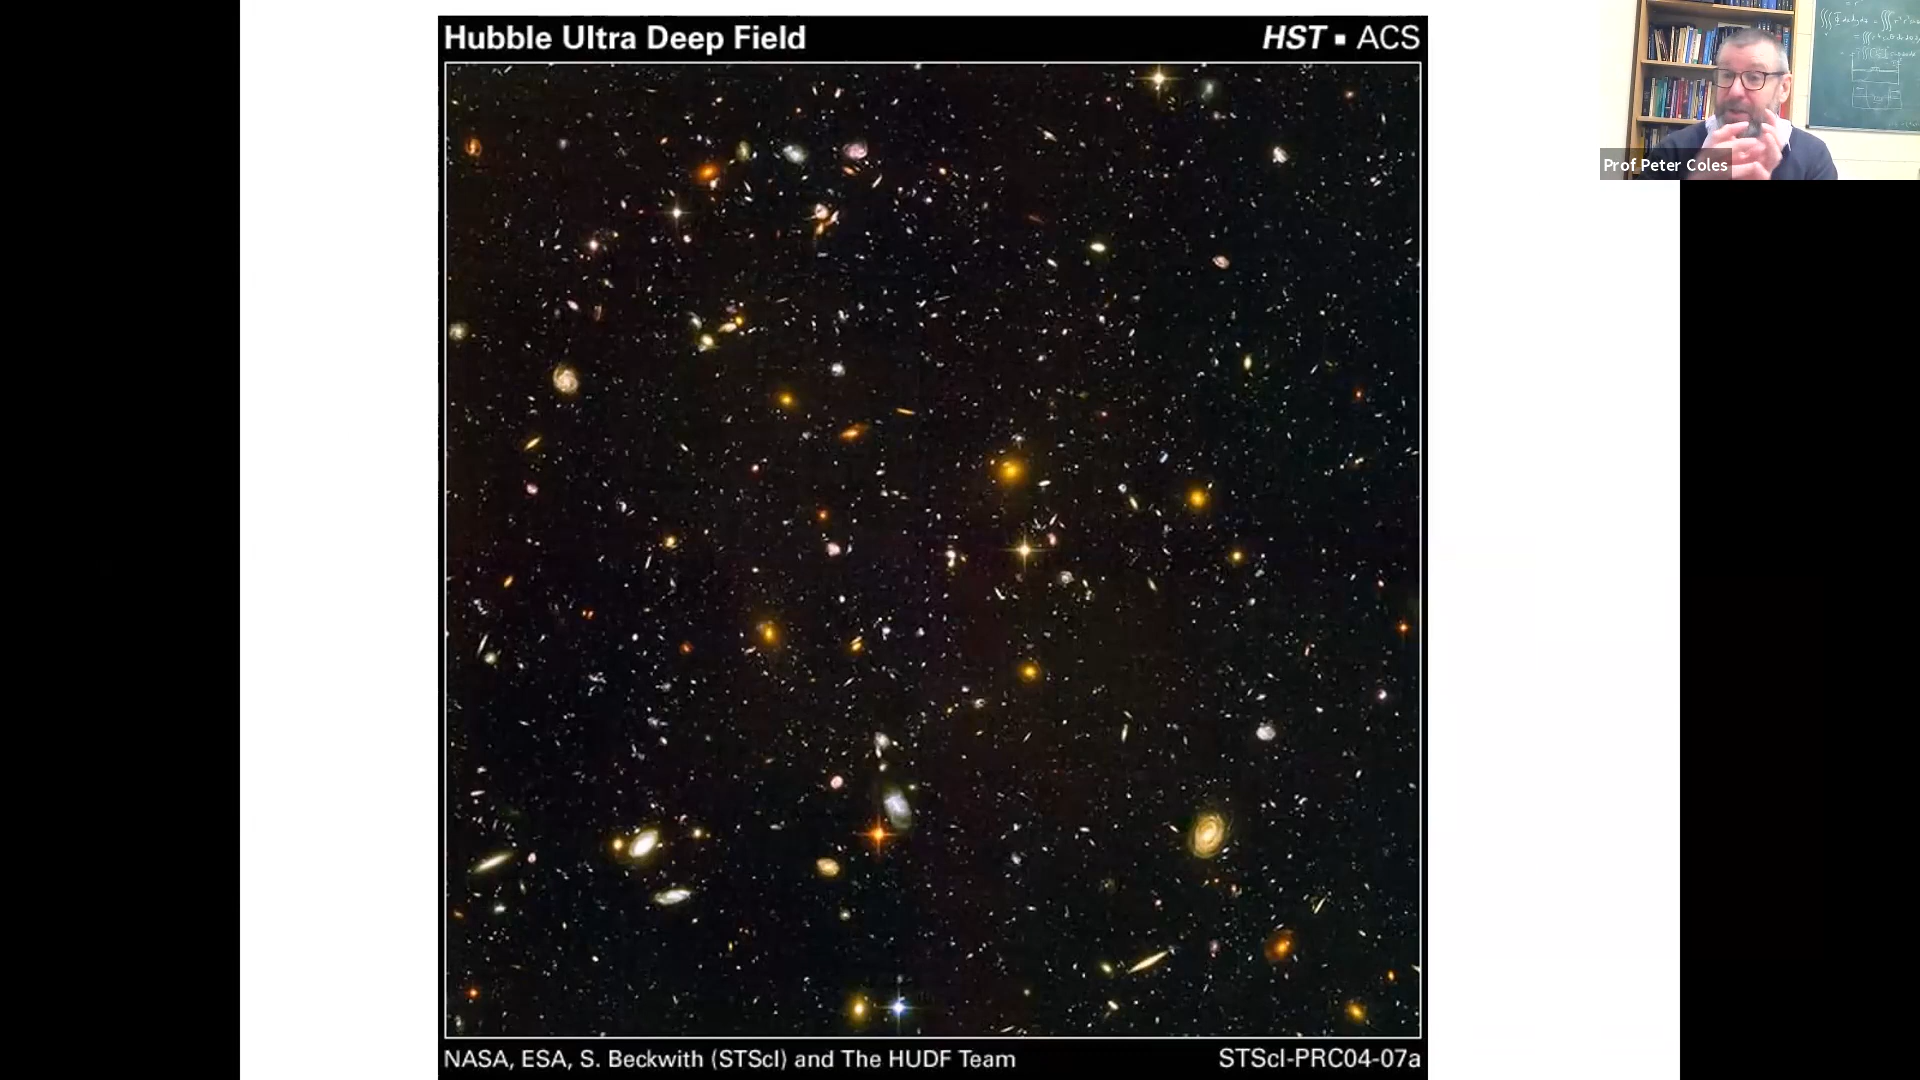 Hubble Ultra Deep Field
HST ▪ ACS
Prof Peter Coles
NASA, ESA, S. Beckwith (STScI) and The HUDF Team
STScI-PRC04-07a